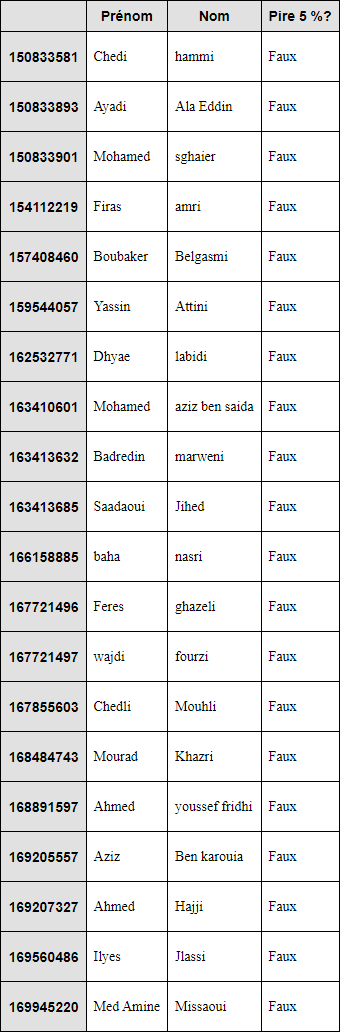 Prénom Nom Pire 5 %?
150833581 Chedi hammi Faux
150833893 Ayadi Ala Eddin Faux
150833901 Mohamed sghaier Faux
154112219 Firas amri Faux
157408460 Boubaker Belgasmi Faux
159544057 Yassin Attini Faux
162532771 Dhyae labidi Faux
163410601 Mohamed aziz ben saida Faux
163413632 Badredin marweni Faux
163413685 Saadaoui Jihed Faux
166158885 baha nasri Faux
167721496 Feres ghazeli Faux
167721497 wajdi fourzi Faux
167855603 Chedli Mouhli Faux
168484743 Mourad Khazri Faux
168891597 Ahmed youssef fridhi Faux
169205557 Aziz Ben karouia Faux
169207327 Ahmed Hajji Faux
169560486 Ilyes Jlassi Faux
169945220 Med Amine Missaoui Faux